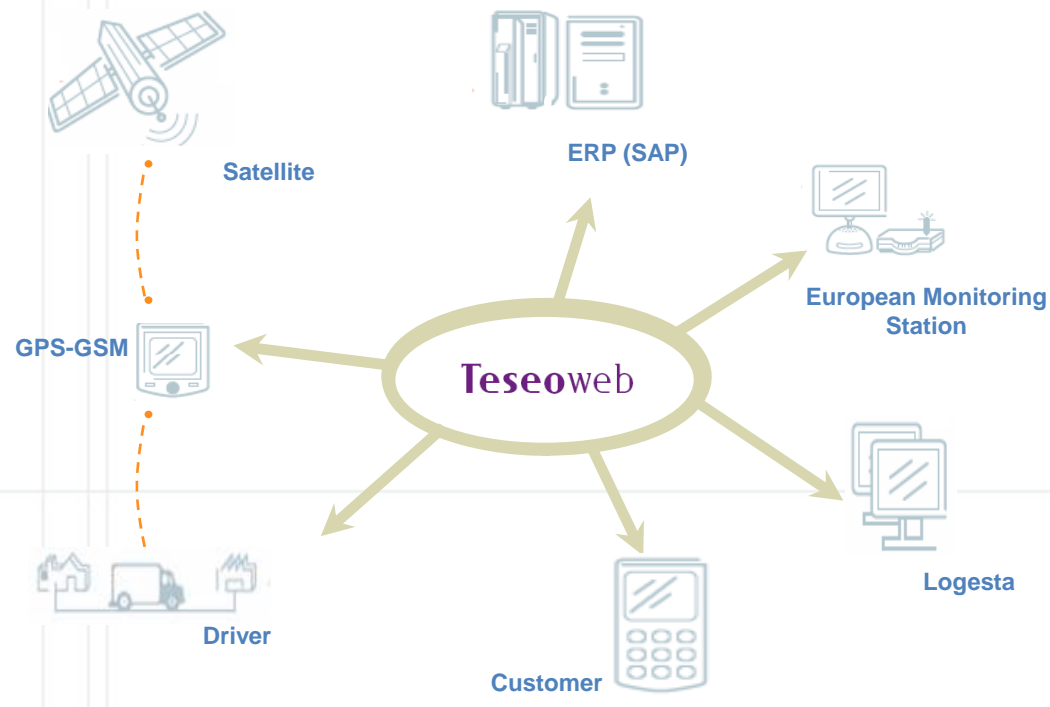 Satellite
ERP (SAP)
European Monitoring
Station
GPS-GSM
Teseoweb
Logesta
Driver
Customer